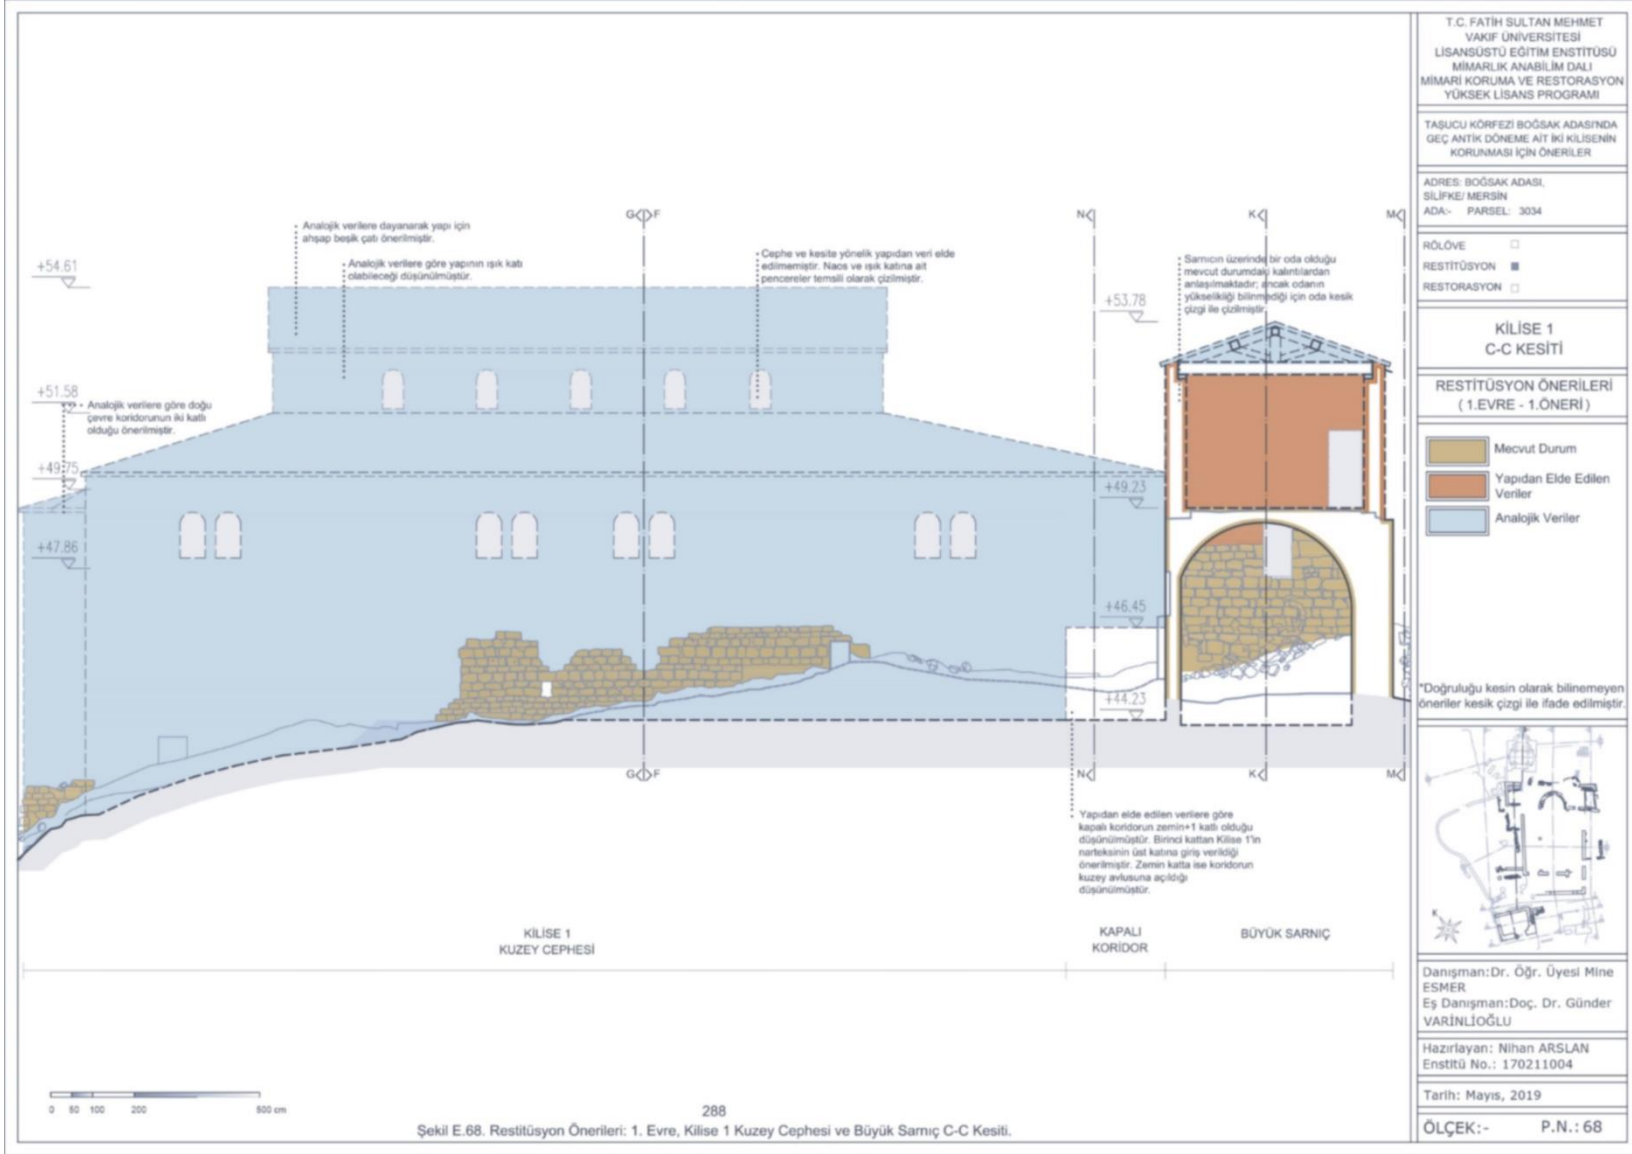 T.C. FATİH SULTAN MEHMET
VAKIF ÜNİVERSİTESİ
LİSANSÜSTÜ EĞİTİM ENSTİTÜSÜ
MİMARLIK ANABİLİM DALI
MİMARİ KORUMA VE RESTORASYON
YÜKSEK LİSANS PROGRAMI
TAŞUCU KÖRFEZİ BOĞSAK ADASI'NDA
GEÇ ANTİK DÖNEME AİT İKİ KİLİSENİN
KORUNMASI İÇİN ÖNERİLER
ADRES: BOĞSAK ADASI,
SİLİFKE/ MERSİN
ADA:- PARSEL: 3034
RÖLÖVE
RESTİTÜSYON
RESTORASYON
KİLİSE 1
C-C KESİTİ
RESTİTÜSYON ÖNERİLERİ
( 1.EVRE - 1.ÖNERİ )
Mevcut Durum
Yapıdan Elde Edilen
Veriler
Analojik Veriler
*Doğruluğu kesin olarak bilinemeyen
öneriler kesik çizgi ile ifade edilmiştir.
K
Danışman:Dr. Öğr. Üyesi Mine
ESMER
Eş Danışman:Doç. Dr. Günder
VARİNLİOĞLU
Hazırlayan: Nihan ARSLAN
Enstitü No.: 170211004
Tarih: Mayıs, 2019
ÖLÇEK:- P.N.: 68
Analojik verilere dayanarak yapı için
ahşap beşik çatı önerilmiştir.
Analojik verilere göre yapının ışık katı
olabileceği düşünülmüştür.
Cephe ve kesite yönelik yapıdan veri elde
edilmemiştir. Naos ve ışık katına ait
pencereler temsili olarak çizilmiştir.
Sarnıcın üzerinde bir oda olduğu
mevcut durumdaki kalıntılardan
anlaşılmaktadır; ancak odanın
yüksekliği bilinmediği için oda kesik
çizgi ile çizilmiştir.
Analojik verilere göre doğu
çevre koridorunun iki katlı
olduğu önerilmiştir.
G F
N
K
M
+54.61
+51.58
+49.75
+47.86
+53.78
+49.23
+46.45
+44.23
G F
N
K
M
Yapıdan elde edilen verilere göre
kapalı koridorun zemin+1 katlı olduğu
düşünülmüştür. Birinci kattan Kilise 1'in
narteksinin üst katına giriş verildiği
önerilmiştir. Zemin katta ise koridorun
kuzey avlusuna açıldığı
düşünülmüştür.
KİLİSE 1
KUZEY CEPHESİ
KAPALI
KORİDOR
BÜYÜK SARNIÇ
0 50 100 200 500 cm
288
Şekil E.68. Restitüsyon Önerileri: 1. Evre, Kilise 1 Kuzey Cephesi ve Büyük Sarnıç C-C Kesiti.